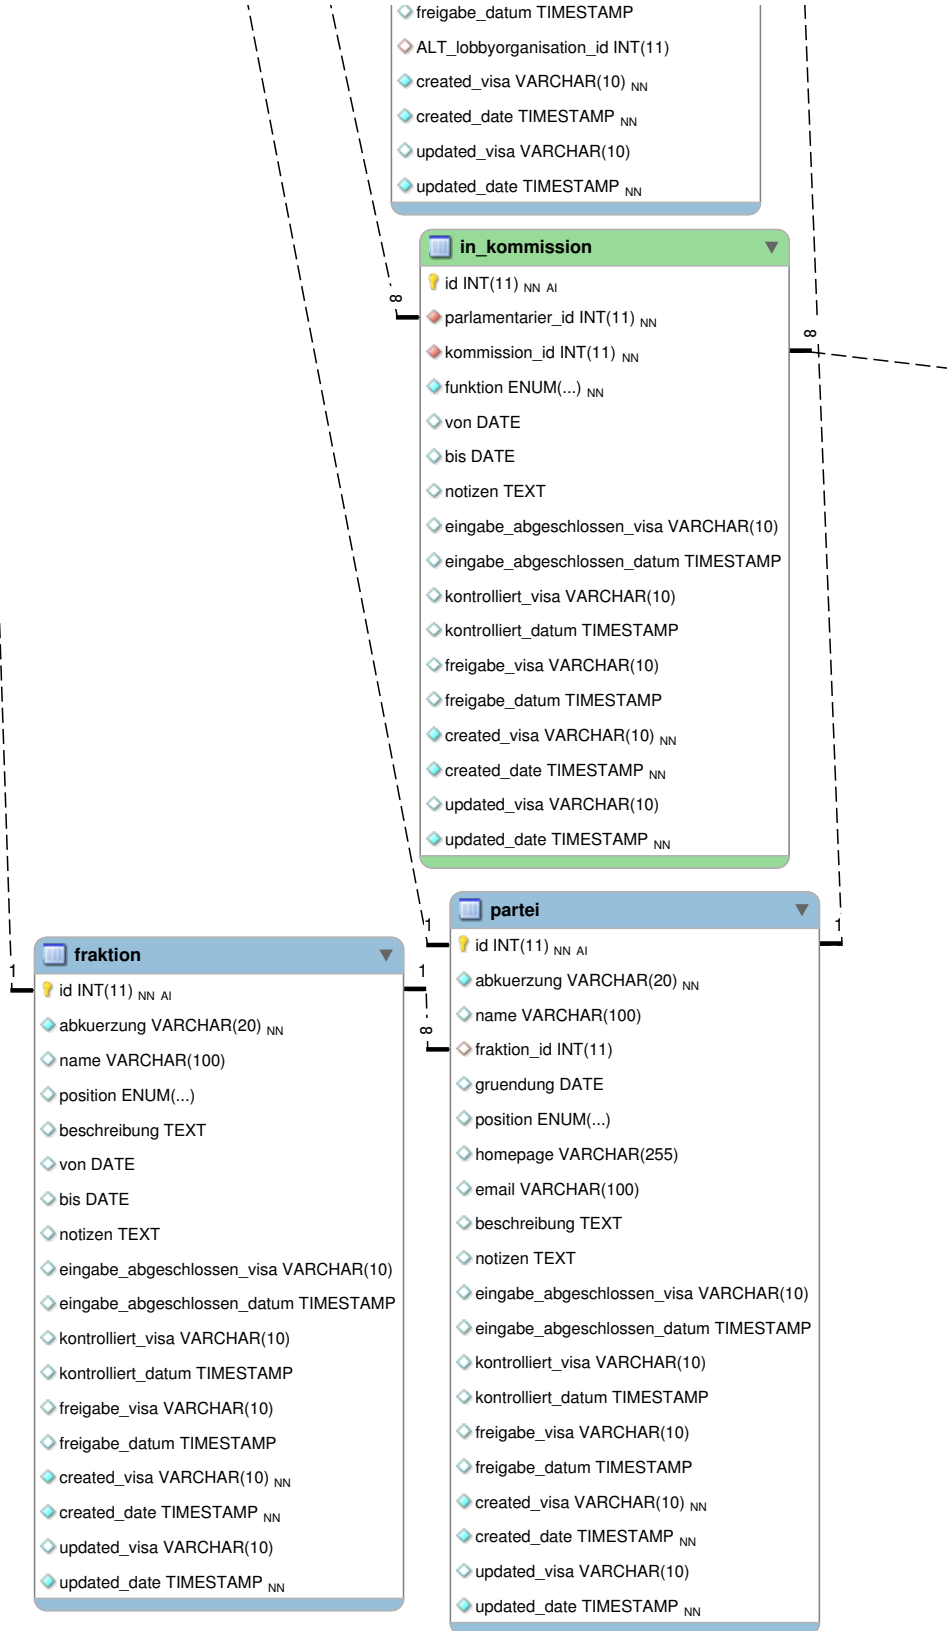 freigabe_datum TIMESTAMP
ALT_lobbyorganisation_id INT(11)
created_visa VARCHAR(10) NN
created_date TIMESTAMP NN
updated_visa VARCHAR(10)
updated_date TIMESTAMP NN
in_kommission
id INT(11) NN AI
∞
parlamentarier_id INT(11) NN
∞
kommission_id INT(11) NN
funktion ENUM(...) NN
von DATE
bis DATE
notizen TEXT
eingabe_abgeschlossen_visa VARCHAR(10)
eingabe_abgeschlossen_datum TIMESTAMP
kontrolliert_visa VARCHAR(10)
kontrolliert_datum TIMESTAMP
freigabe_visa VARCHAR(10)
freigabe_datum TIMESTAMP
created_visa VARCHAR(10) NN
created_date TIMESTAMP NN
updated_visa VARCHAR(10)
updated_date TIMESTAMP NN
fraktion
1
id INT(11) NN AI
abkuerzung VARCHAR(20) NN
name VARCHAR(100)
position ENUM(...)
beschreibung TEXT
von DATE
bis DATE
notizen TEXT
eingabe_abgeschlossen_visa VARCHAR(10)
eingabe_abgeschlossen_datum TIMESTAMP
kontrolliert_visa VARCHAR(10)
kontrolliert_datum TIMESTAMP
freigabe_visa VARCHAR(10)
freigabe_datum TIMESTAMP
created_visa VARCHAR(10) NN
created_date TIMESTAMP NN
updated_visa VARCHAR(10)
updated_date TIMESTAMP NN
1
∞
partei
1
1
id INT(11) NN AI
abkuerzung VARCHAR(20) NN
name VARCHAR(100)
fraktion_id INT(11)
gruendung DATE
position ENUM(...)
homepage VARCHAR(255)
email VARCHAR(100)
beschreibung TEXT
notizen TEXT
eingabe_abgeschlossen_visa VARCHAR(10)
eingabe_abgeschlossen_datum TIMESTAMP
kontrolliert_visa VARCHAR(10)
kontrolliert_datum TIMESTAMP
freigabe_visa VARCHAR(10)
freigabe_datum TIMESTAMP
created_visa VARCHAR(10) NN
created_date TIMESTAMP NN
updated_visa VARCHAR(10)
updated_date TIMESTAMP NN